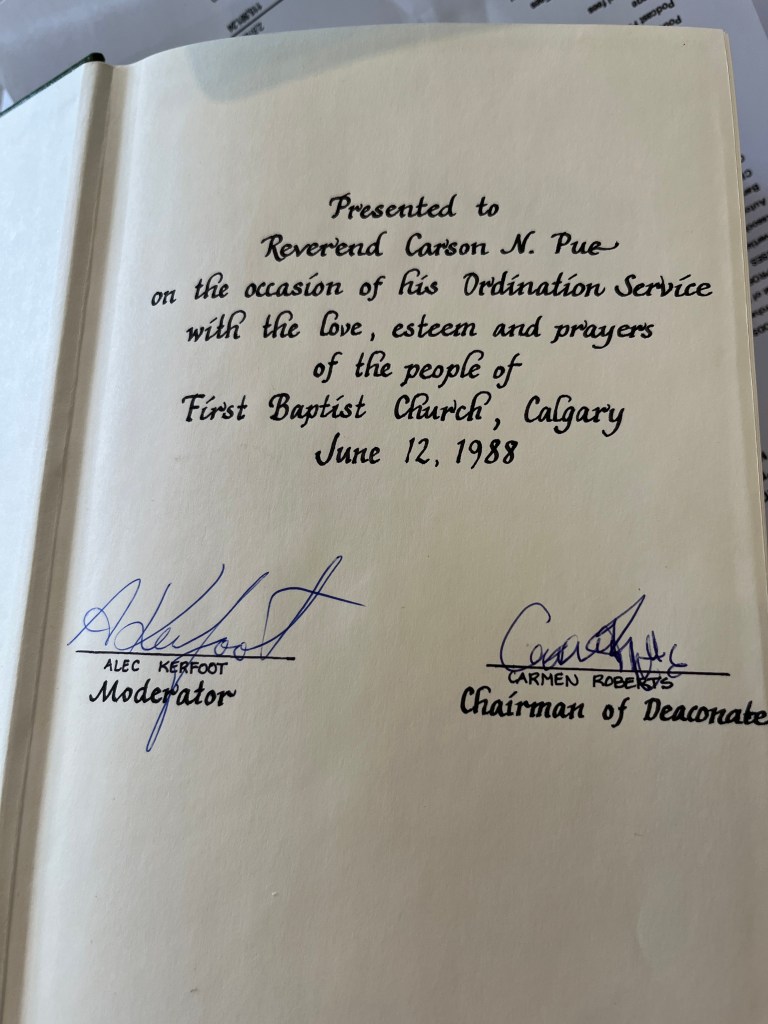 Presented to
Reverend Carson N. Pue
on the occasion of his Ordination Service
with the love, esteem and prayers
of the people of
First Baptist Church, Calgary
June 12, 1988
ADKerfoot
ALEC KERFOOT
Moderator
CARMEN ROBERTS
Chairman of Deaconate